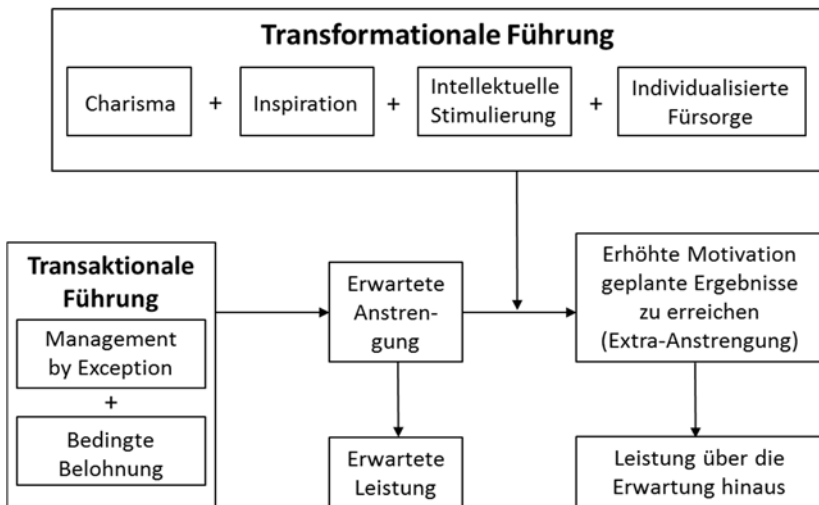 Transformationale Führung
Charisma
+
Inspiration
+
Intellektuelle
Stimulierung
+
Individualisierte
Fürsorge
Transaktionale
Führung
Management
by Exception
+
Bedingte
Belohnung
Erwartete
Anstren-
gung
Erwartete
Leistung
Erhöhte Motivation
geplante Ergebnisse
zu erreichen
(Extra-Anstrengung)
Leistung über die
Erwartung hinaus